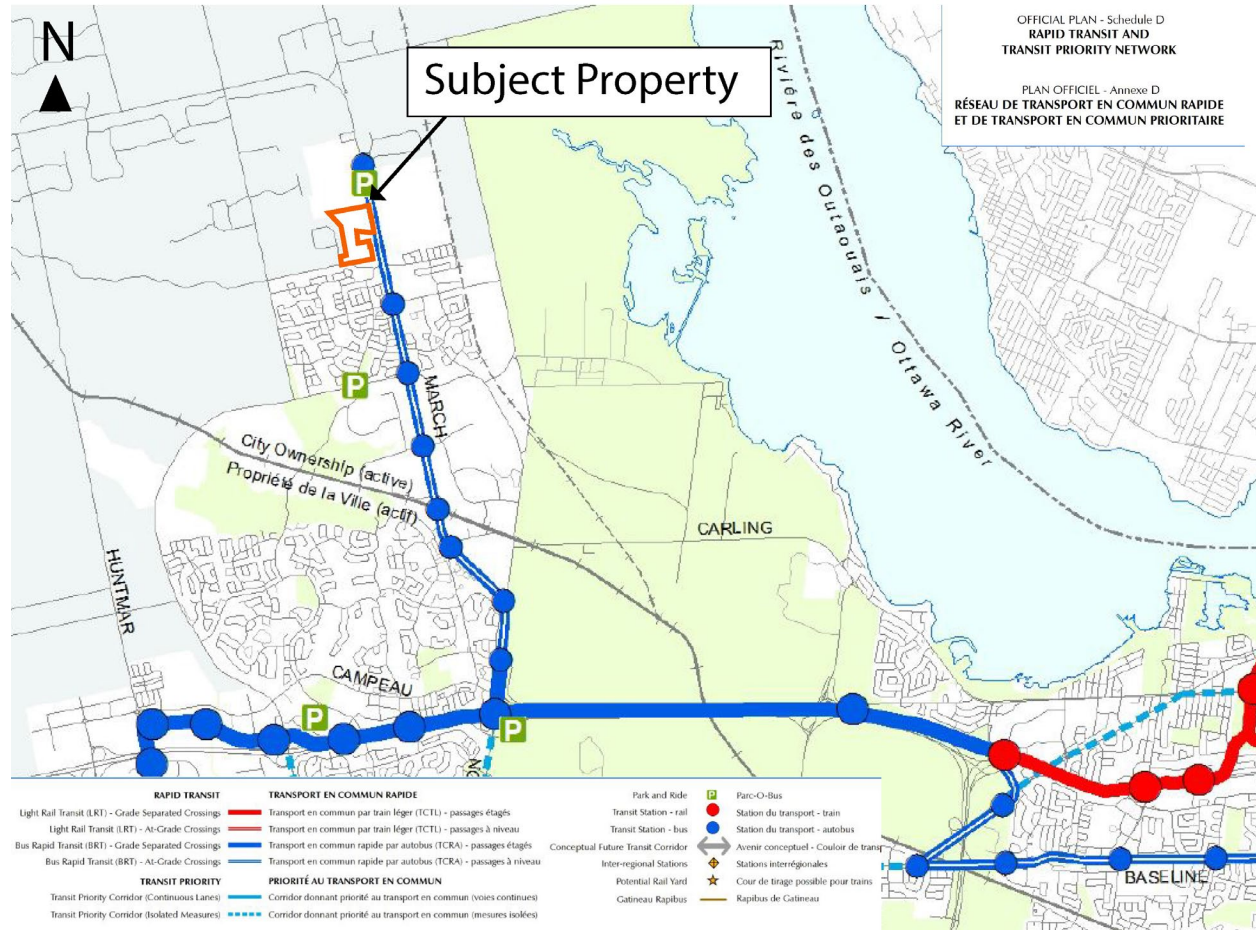 OFFICIAL PLAN - Schedule D
RAPID TRANSIT AND
TRANSIT PRIORITY NETWORK
PLAN OFFICIEL - Annexe D
RÉSEAU DE TRANSPORT EN COMMUN RAPIDE
ET DE TRANSPORT EN COMMUN PRIORITAIRE
N
Subject Property
Rivière des Outaouais / Ottawa River
P
P
MARCH
City Ownership (active)
Propriété de la Ville (actif)
CARLING
HUNTMAR
CAMPEAU
P
P
BASELINE
RAPID TRANSIT
TRANSPORT EN COMMUN RAPIDE
Light Rail Transit (LRT) - Grade Separated Crossings
Transport en commun par train léger (TCTL) - passages étagés
Light Rail Transit (LRT) - At-Grade Crossings
Transport en commun par train léger (TCTL) - passages à niveau
Bus Rapid Transit (BRT) - Grade Separated Crossings
Transport en commun rapide par autobus (TCRA) - passages étagés
Bus Rapid Transit (BRT) - At-Grade Crossings
Transport en commun rapide par autobus (TCRA) - passages à niveau
TRANSIT PRIORITY
PRIORITÉ AU TRANSPORT EN COMMUN
Transit Priority Corridor (Continuous Lanes)
Corridor donnant priorité au transport en commun (voies continues)
Transit Priority Corridor (Isolated Measures)
Corridor donnant priorité au transport en commun (mesures isolées)
Park and Ride
P
Parc-O-Bus
Transit Station - rail
Station du transport - train
Transit Station - bus
Station du transport - autobus
Conceptual Future Transit Corridor
Avenir conceptuel - Couloir de trans
Inter-regional Stations
Stations interrégionales
Potential Rail Yard
Cour de tirage possible pour trains
Gatineau Rapibus
Rapibus de Gatineau